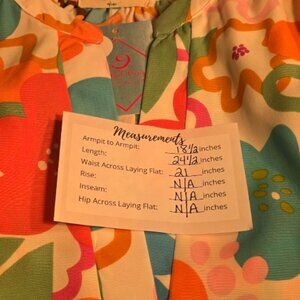 Measurements
Armpit to Armpit: 18 1/2 inches
Length: 24 1/2 inches
Waist Across Laying Flat: 21 inches
Rise: N/A inches
Inseam: N/A inches
Hip Across Laying Flat: N/A inches